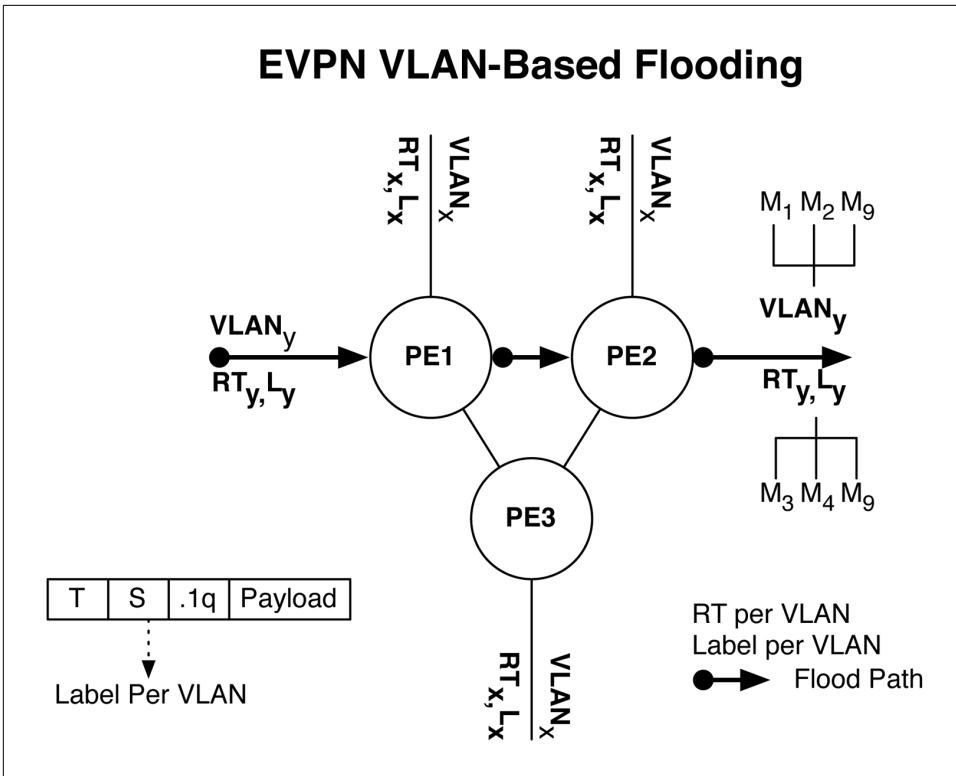 EVPN VLAN-Based Flooding
VLANx
RTx, Lx
VLANx
RTx, Lx
M1 M2 M9
VLANy
VLANy
PE1
PE2
RTy,Ly
RTy,Ly
M3 M4 M9
PE3
T S .1q Payload
Label Per VLAN
VLANx
RTx, Lx
RT per VLAN
Label per VLAN
Flood Path